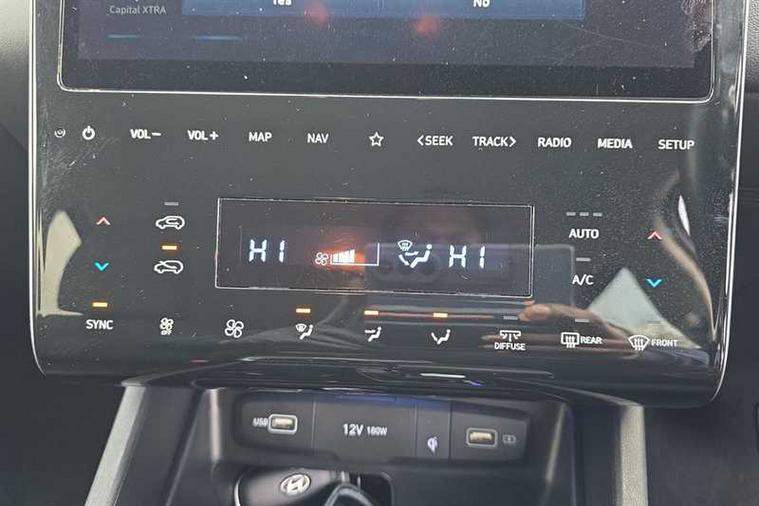 Yes No
Capital XTRA
VOL- VOL+ MAP NAV <SEEK TRACK> RADIO MEDIA SETUP
AUTO
HI HI
A/C
SYNC OFF DIFFUSE REAR FRONT
USB 12V 180W